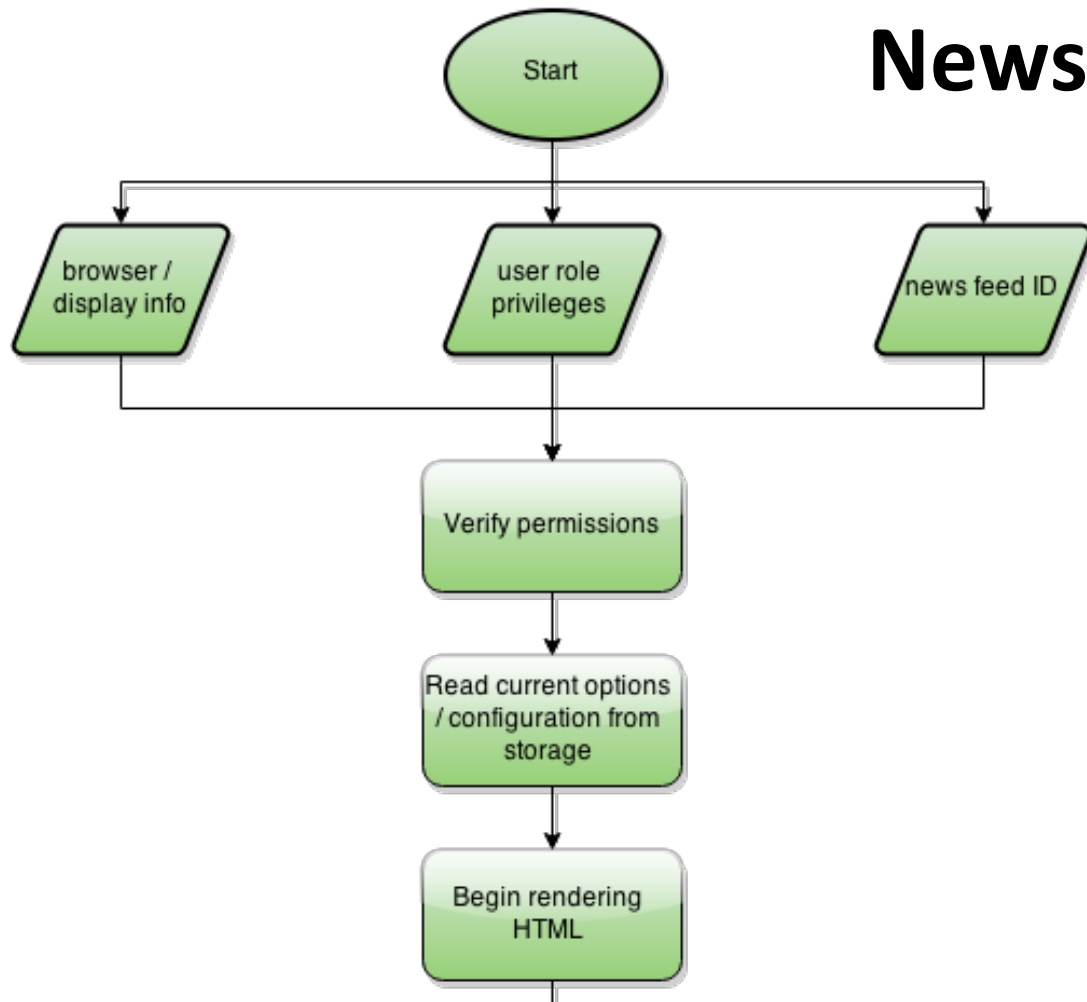 News
Start
browser /
display info
user role
privileges
news feed ID
Verify permissions
Read current options
/ configuration from
storage
Begin rendering
HTML